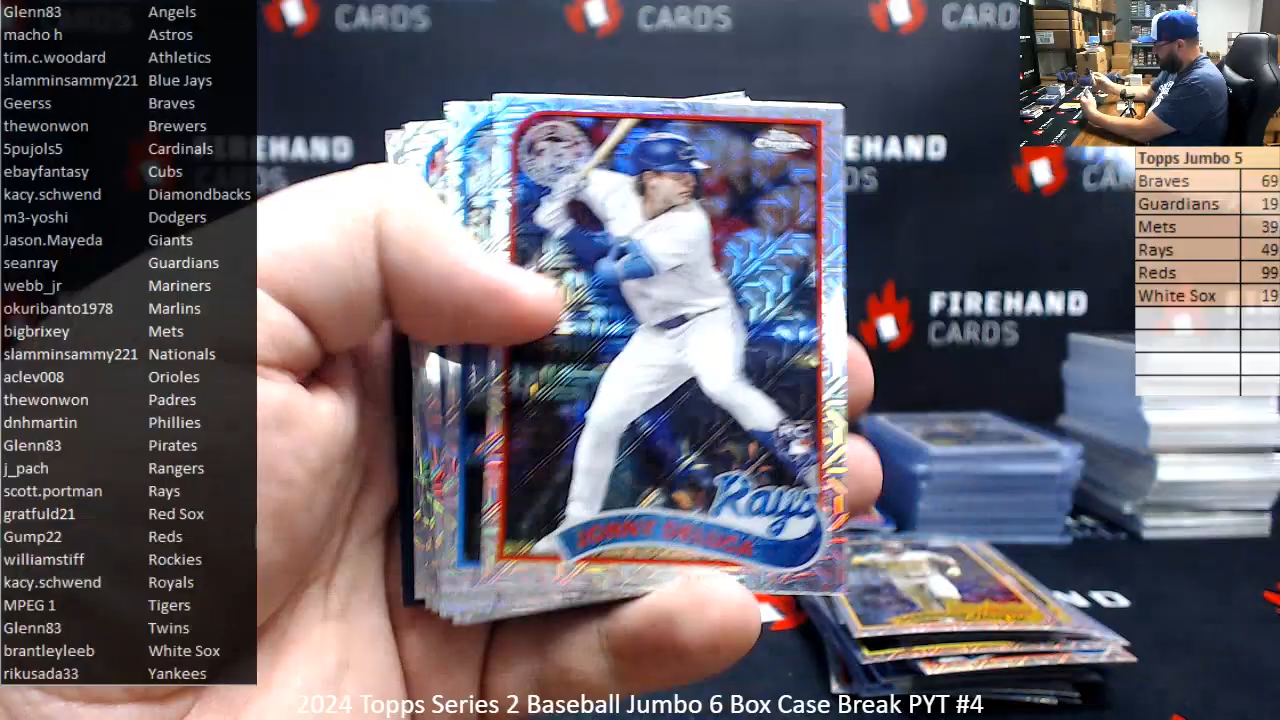 Glenn83 Angels
macho h Astros
tim.c.woodard Athletics
slamminsammy221 Blue Jays
Geerss Braves
thewonwon Brewers
5pujols5 Cardinals
ebayfantasy Cubs
kacy.schwend Diamondbacks
m3-yoshi Dodgers
Jason.Mayeda Giants
seanray Guardians
webb_jr Mariners
okuribanto1978 Marlins
bigbrixey Mets
slamminsammy221 Nationals
aclev008 Orioles
thewonwon Padres
dnhmartin Phillies
Glenn83 Pirates
j_pach Rangers
scott.portman Rays
gratfuld21 Red Sox
Gump22 Reds
williamstiff Rockies
kacy.schwend Royals
MPEG 1 Tigers
Glenn83 Twins
brantleyleeb White Sox
rikusada33 Yankees
CARDS
CARDS
CARD
FIREHAND
FIREHAND
CARDS
Chrome
RC
Rays
JONNY DELUCA
Topps Jumbo 5
Braves 69
Guardians 19
Mets 39
Rays 49
Reds 99
White Sox 19
FIREHAND
CARDS
2024 Topps Series 2 Baseball Jumbo 6 Box Case Break PYT #4